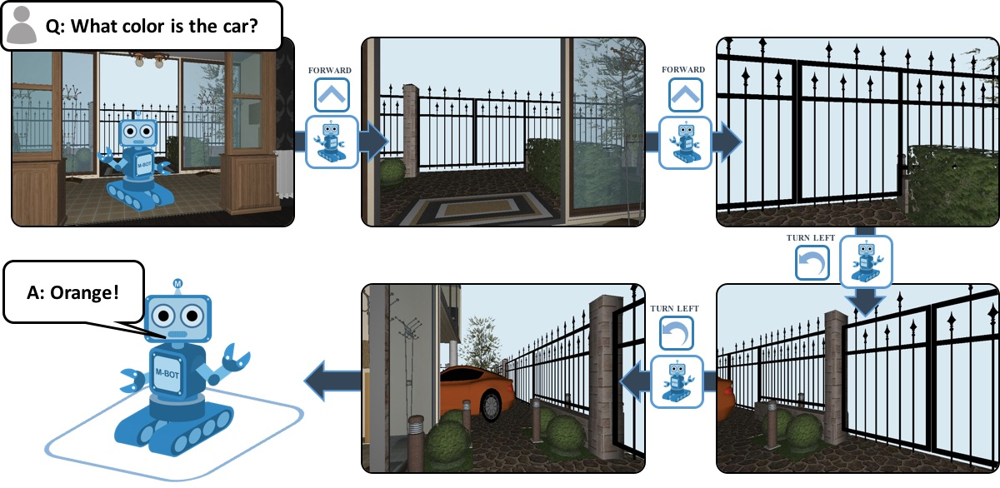 Q: What color is the car?
FORWARD
FORWARD
M-BOT
TURN LEFT
TURN LEFT
A: Orange!
M
M-BOT